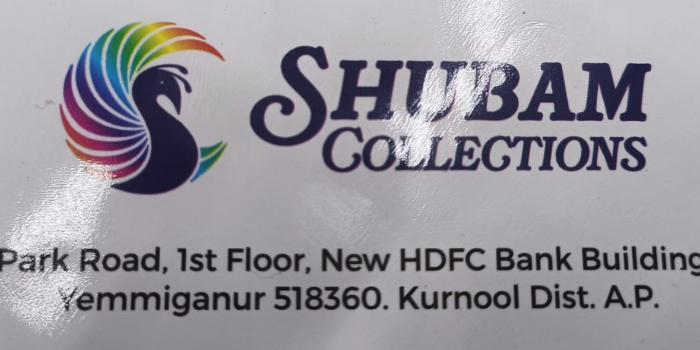 SHUBAM
COLLECTIONS
Park Road, 1st Floor, New HDFC Bank Building
Yemmiganur 518360. Kurnool Dist. A.P.